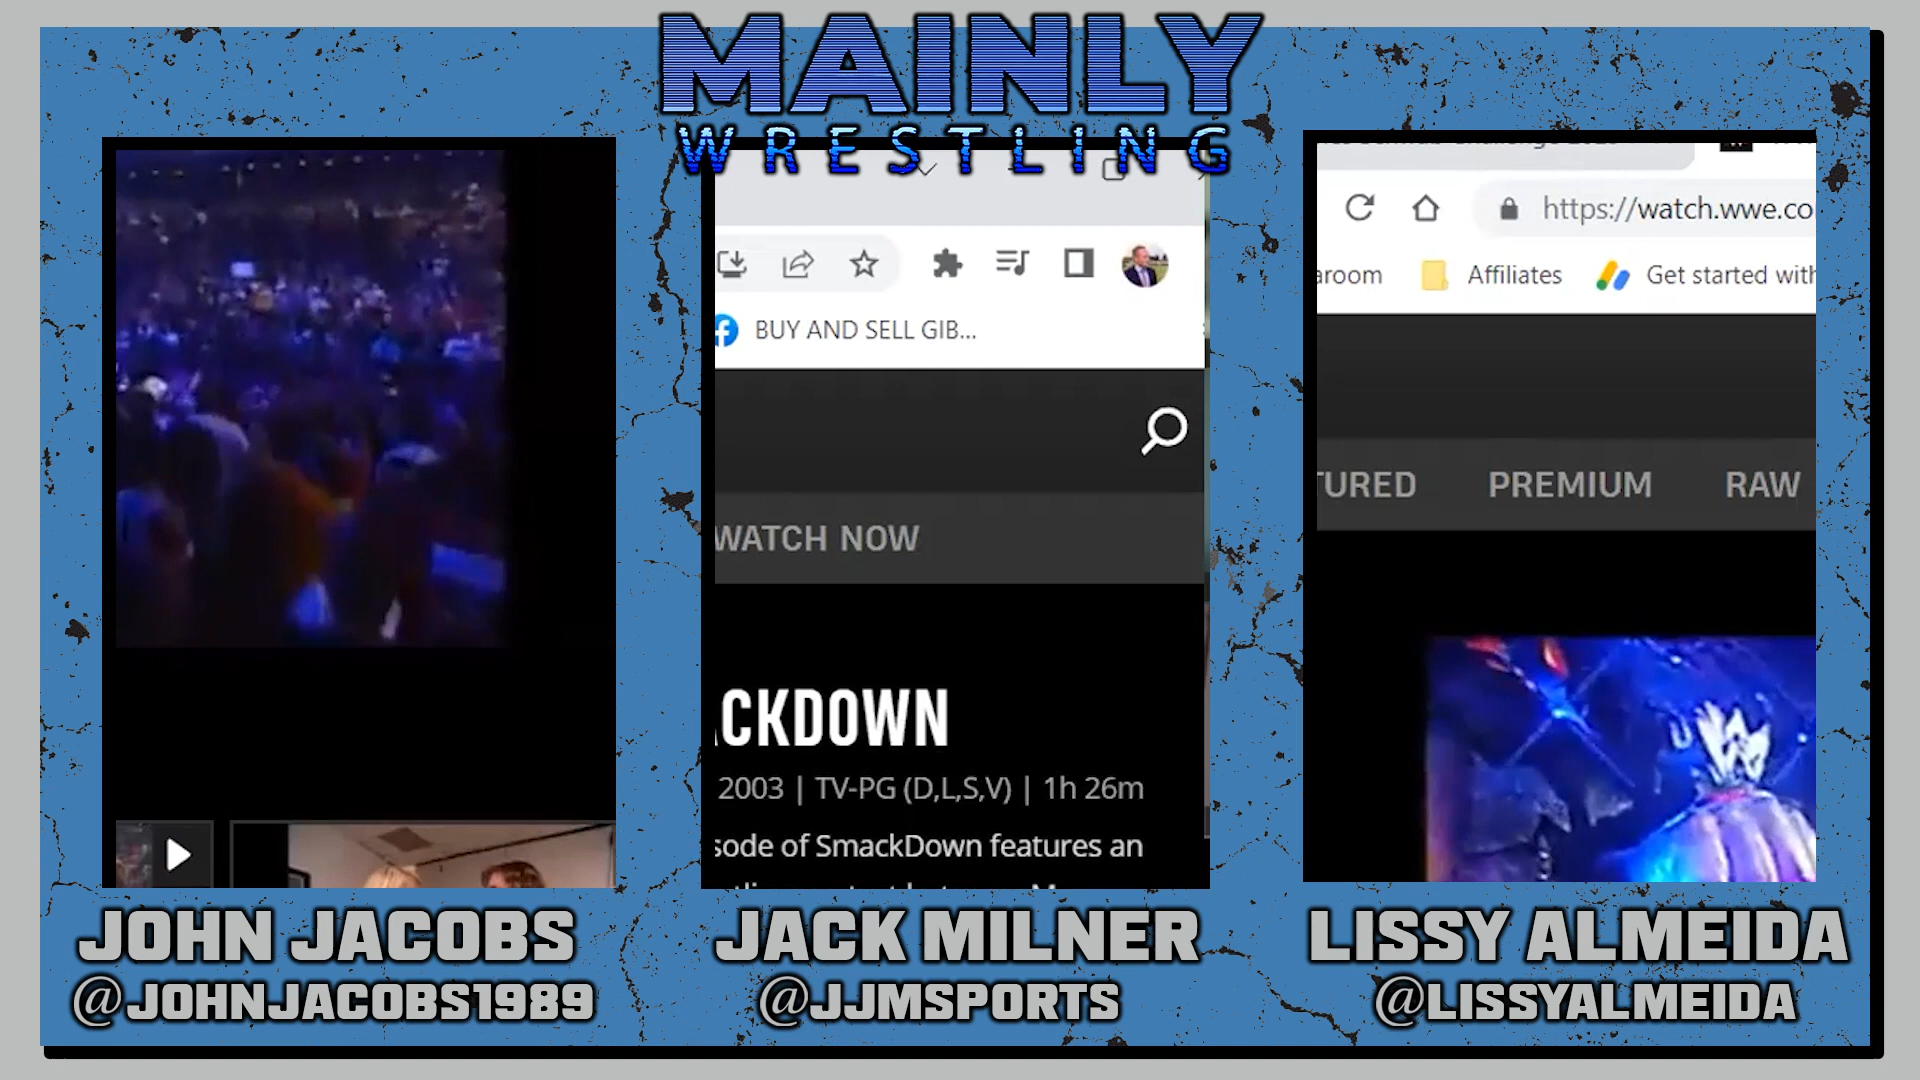 MAINLY
WRESTLING
BUY AND SELL GIB...
WATCH NOW
ACKDOWN
2003 | TV-PG (D,L,S,V) | 1h 26m
sode of SmackDown features an
https://watch.wwe.co
aroom
Affiliates
Get started with
TURED
PREMIUM
RAW
JOHN JACOBS
@JOHNJACOBS1989
JACK MILNER
@JJMSPORTS
LISSY ALMEIDA
@LISSYALMEIDA